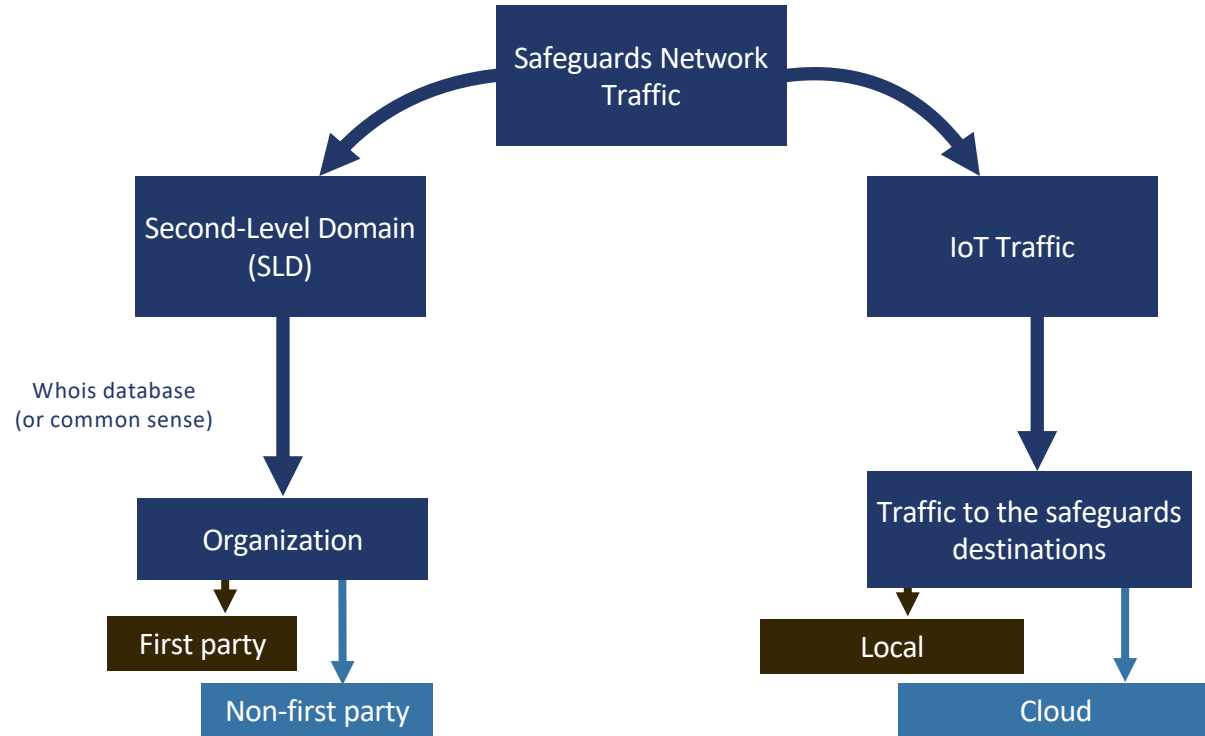 Safeguards Network
Traffic
Second-Level Domain
(SLD)
IoT Traffic
Whois database
(or common sense)
Organization
Traffic to the safeguards
destinations
First party
Local
Non-first party
Cloud